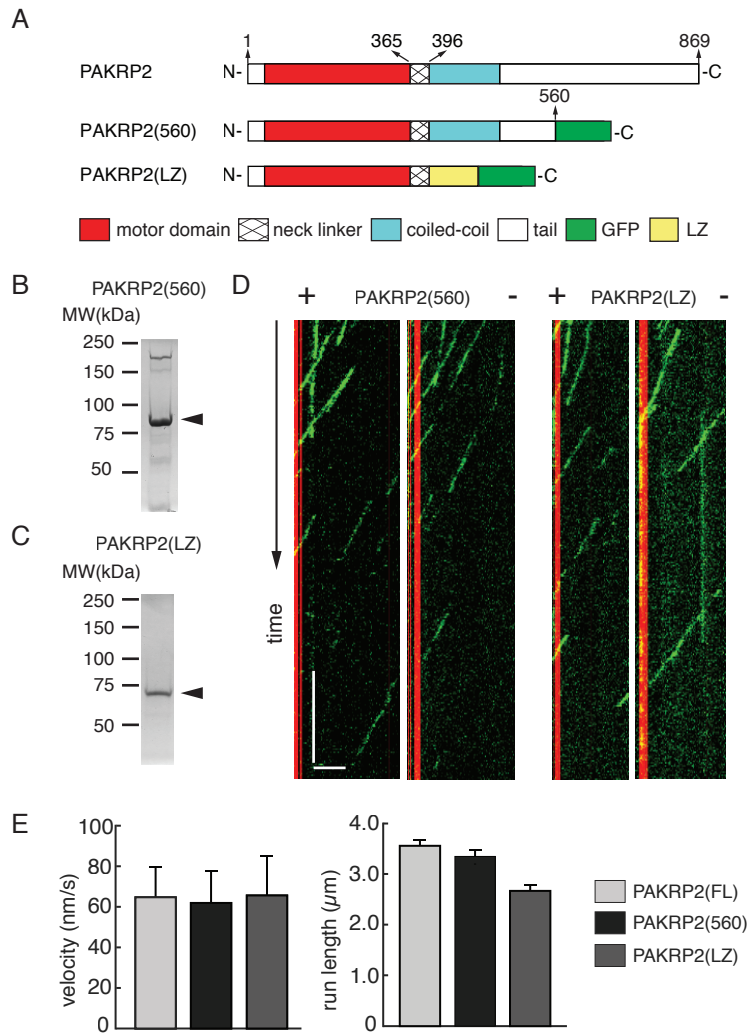 A
1 365 396 869
PAKRP2 N- -C
560
PAKRP2(560) N- -C
PAKRP2(LZ) N- -C
motor domain neck linker coiled-coil tail GFP LZ
B
PAKRP2(560)
MW(kDa)
250
150
100
75
50
C
PAKRP2(LZ)
MW(kDa)
250
150
100
75
50
D
+ PAKRP2(560) - + PAKRP2(LZ) -
time
E
velocity (nm/s)
100
80
60
40
20
0
run length (µm)
4.0
3.0
2.0
1.0
0
PAKRP2(FL)
PAKRP2(560)
PAKRP2(LZ)